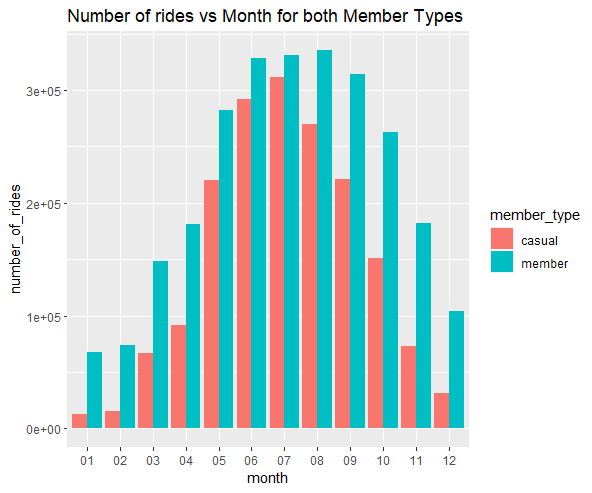 Number of rides vs Month for both Member Types
number_of_rides
3e+05
2e+05
1e+05
0e+00
01 02 03 04 05 06 07 08 09 10 11 12
month
member_type
casual
member